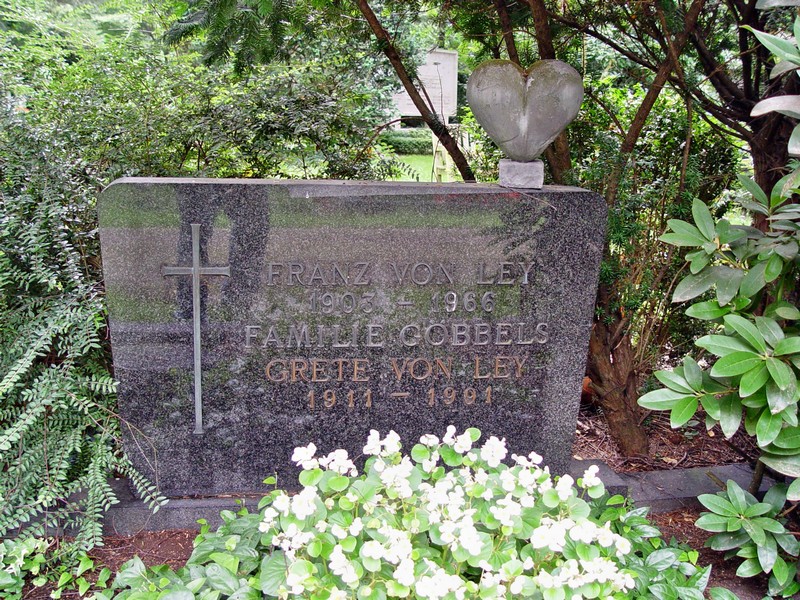 FRANZ VON LEY
1903 – 1966
FAMILIE GÖBBELS
GRETE VON LEY
1911 – 1991